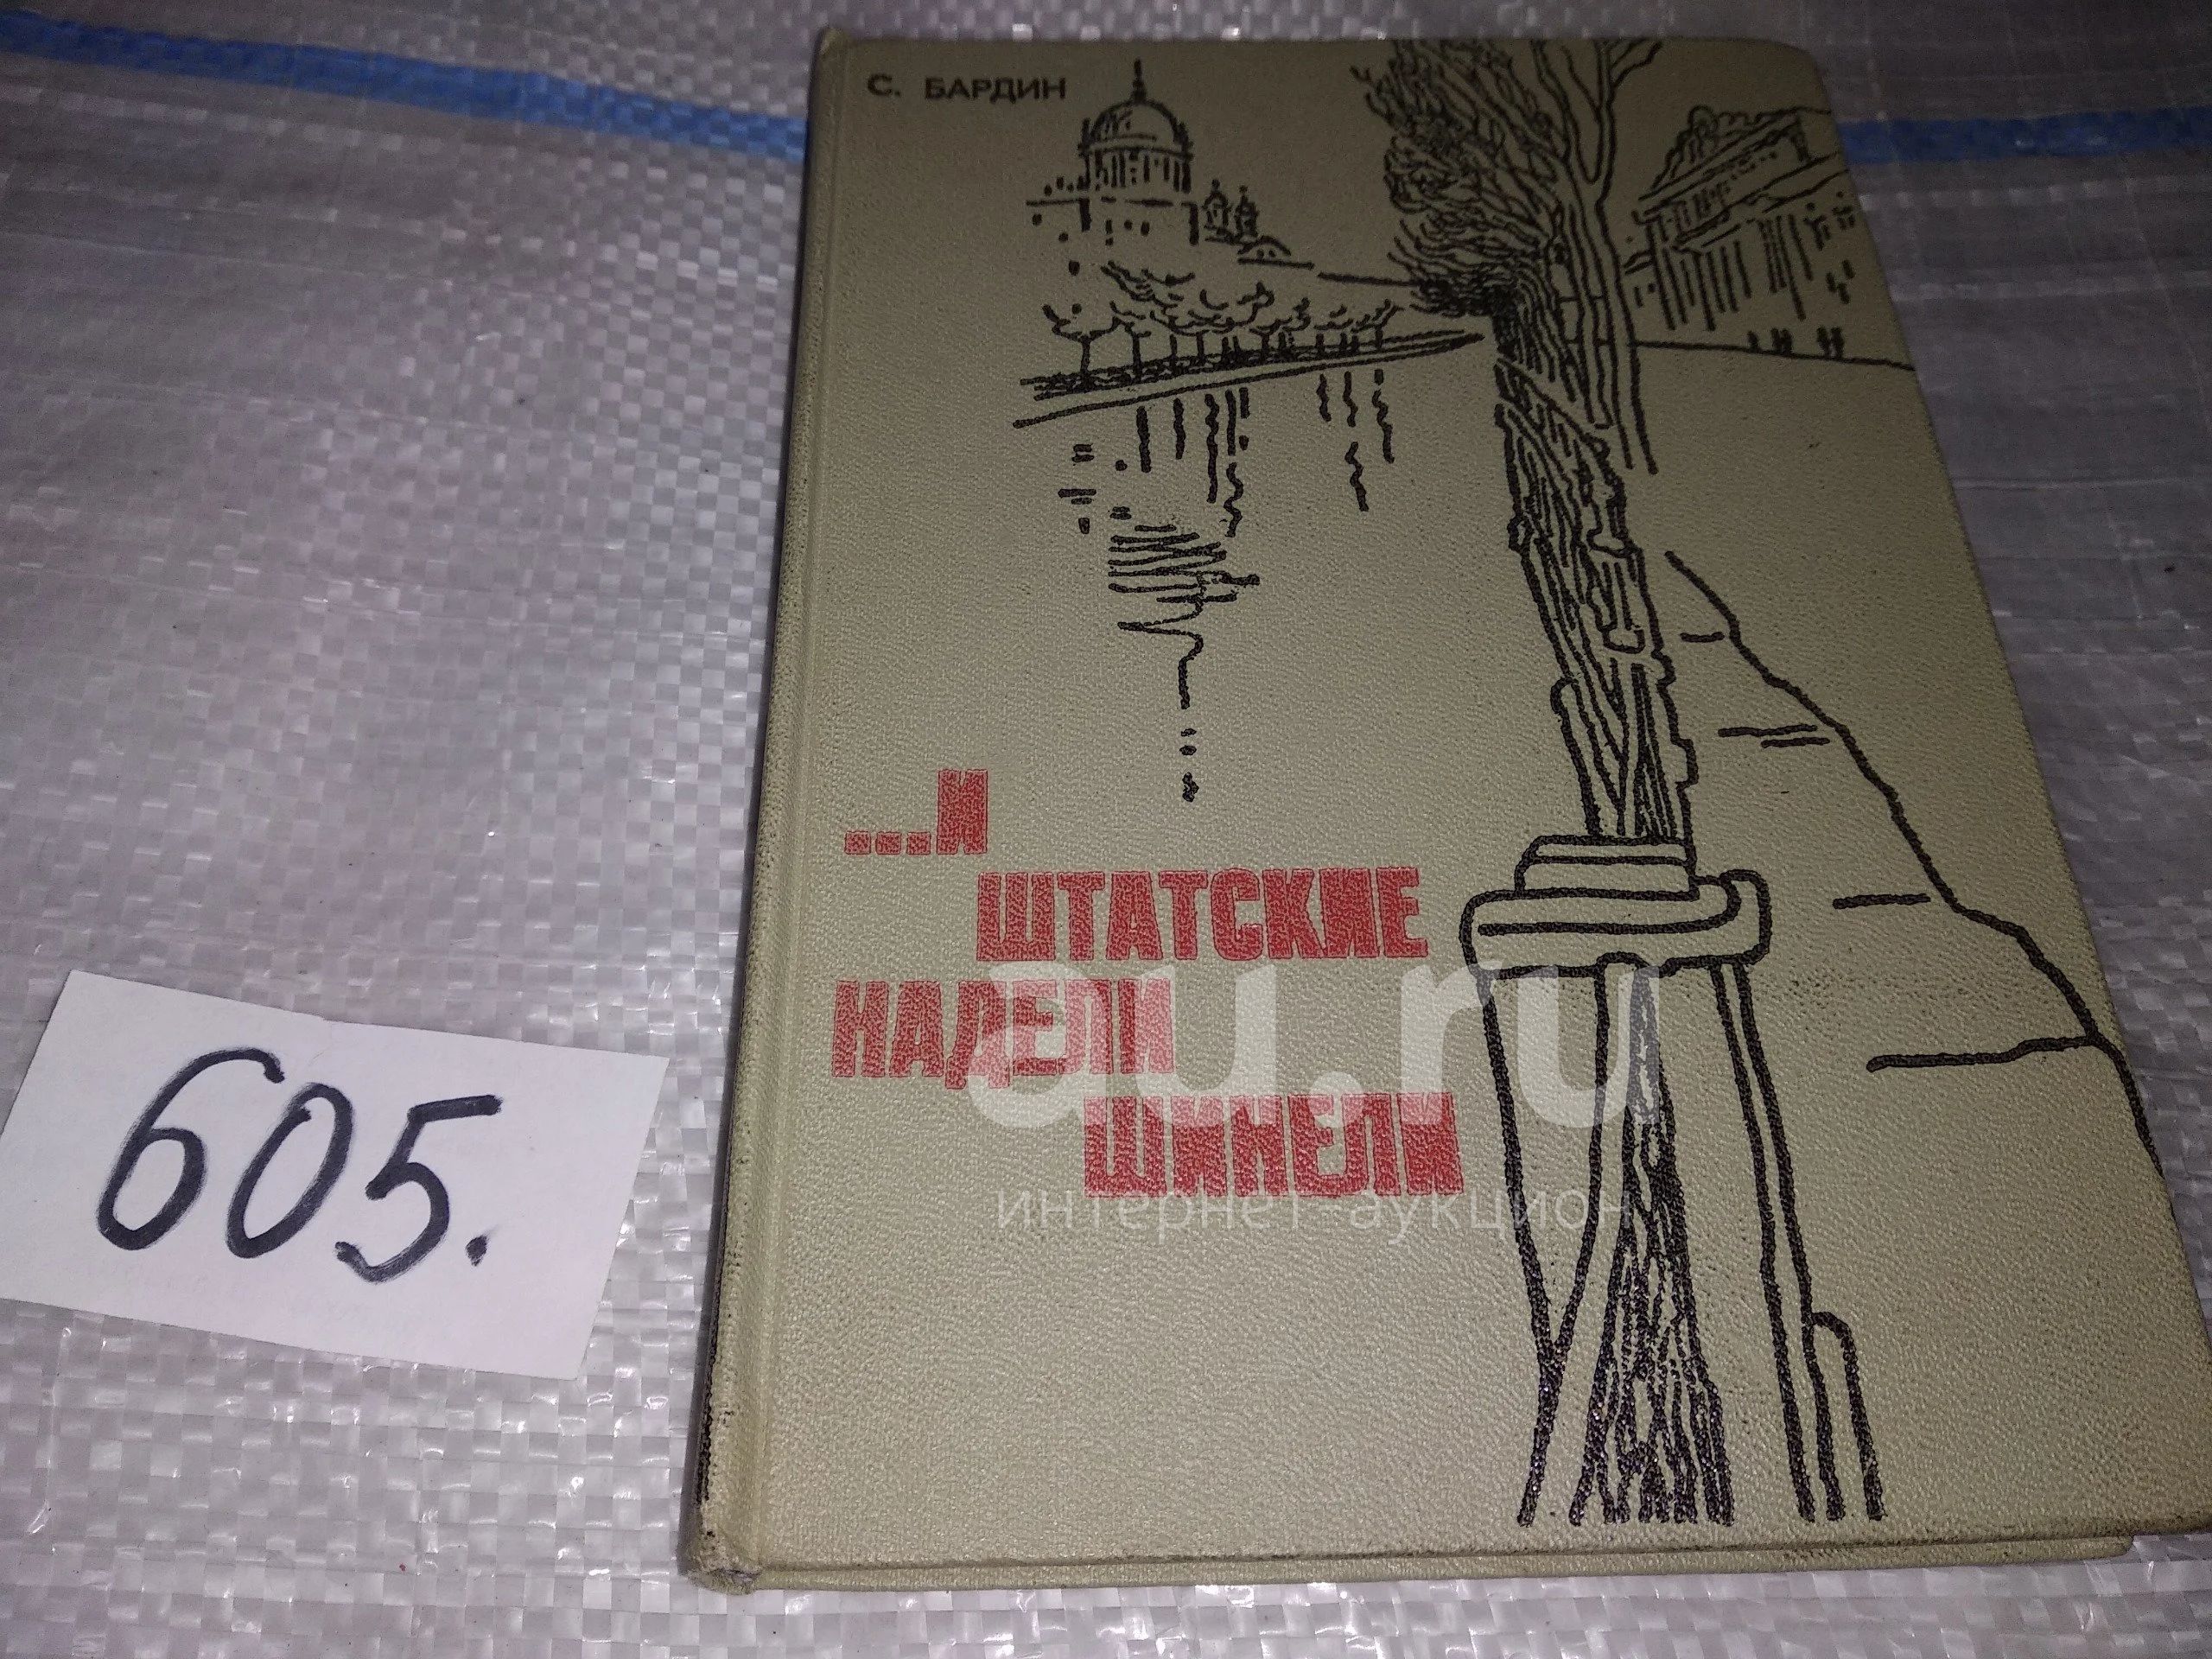 С. БАРДИН
...И
ШТАТСКИЕ
НАДЕЛИ
ШИНЕЛИ
au.ru
интернет-аукцион
605.